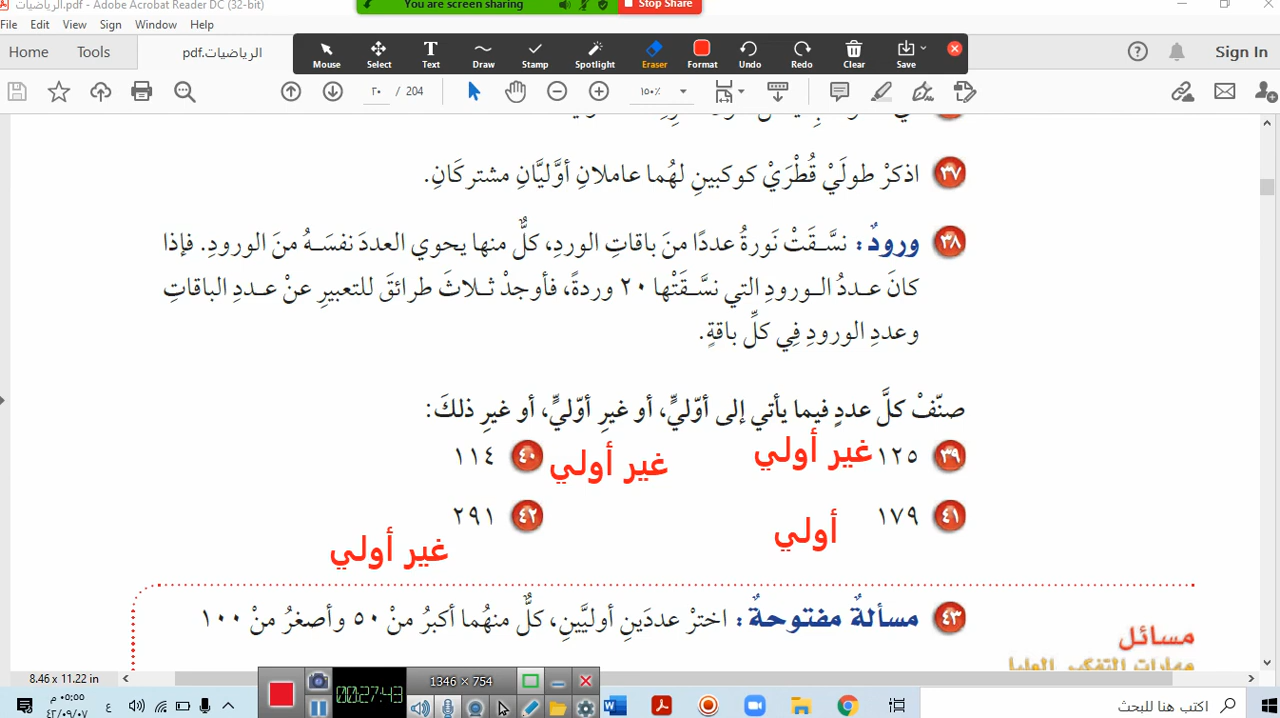 الرياضيات.pdf - Adobe Acrobat Reader DC (32-bit)
You are screen sharing
Stop Share
File Edit View Sign Window Help
Home Tools
الرياضيات.pdf
Mouse Select Text Draw Stamp Spotlight Eraser Format Undo Redo Clear Save
Sign In
٢٠ / 204
١٥٠٪
٣٧ اذكرْ طولَيْ قُطْرَيْ كوكبينِ لهُما عاملانِ أوَّليَّانِ مشتركَانِ.
٣٨ ورودٌ: نسَّقَتْ نَورةُ عددًا منَ باقاتِ الوردِ، كلٌّ منها يحوي العددَ نفسَهُ منَ الورودِ. فإذا
كانَ عددُ الورودِ التي نسَّقَتْها ٢٠ وردةً، فأوجدْ ثلاثَ طرائقَ للتعبيرِ عنْ عددِ الباقاتِ
وعددِ الورودِ فِي كلِّ باقةٍ.
صنّفْ كلَّ عددٍ فيما يأتي إلى أوّليٍّ، أو غيرِ أوّليٍّ، أو غيرِ ذلكَ:
٣٩ ١٢٥ غير أولي
٤٠ ١١٤ غير أولي
٤١ ١٧٩ أولي
٤٢ ٢٩١ غير أولي
٤٣ مسألةٌ مفتوحةٌ: اخترْ عددَينِ أوليَّينِ، كلٌّ منهُما أكبرُ منْ ٥٠ وأصغرُ منْ ١٠٠
مسائل
مهارات التفكير العليا
8.46 x 11.22 in
1346 × 754
00:27:43
اكتب هنا للبحث
ع